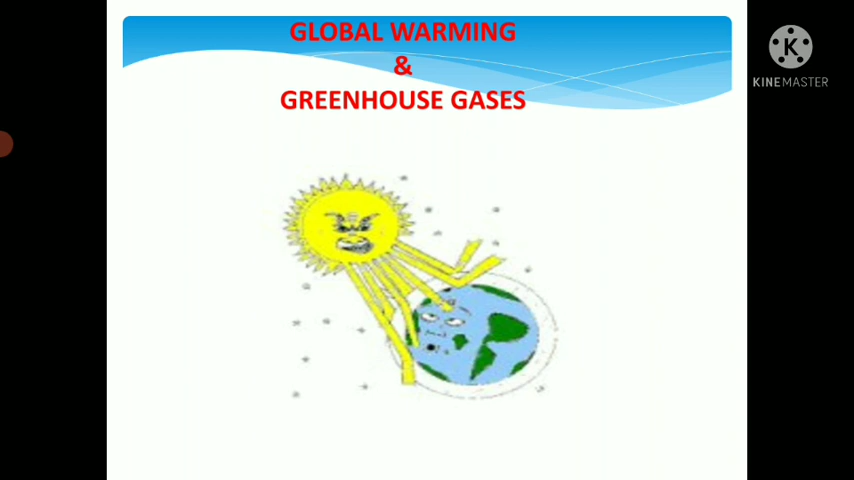 GLOBAL WARMING
&
GREENHOUSE GASES
K
KINEMASTER